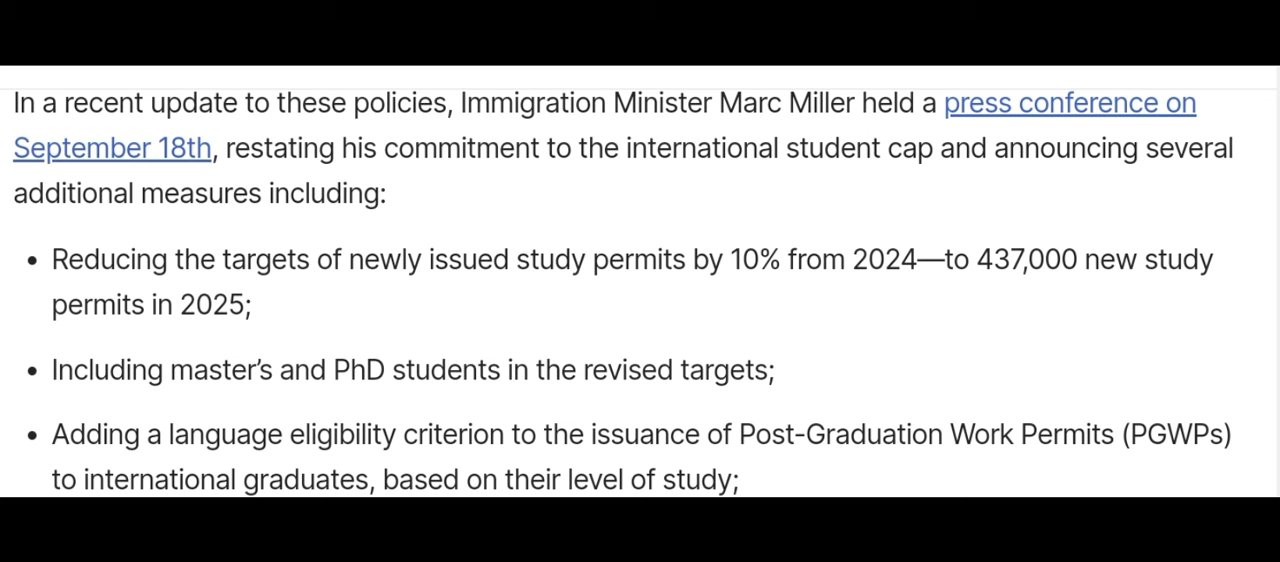 In a recent update to these policies, Immigration Minister Marc Miller held a press conference on
September 18th, restating his commitment to the international student cap and announcing several
additional measures including:
• Reducing the targets of newly issued study permits by 10% from 2024—to 437,000 new study
permits in 2025;
• Including master’s and PhD students in the revised targets;
• Adding a language eligibility criterion to the issuance of Post-Graduation Work Permits (PGWPs)
to international graduates, based on their level of study;